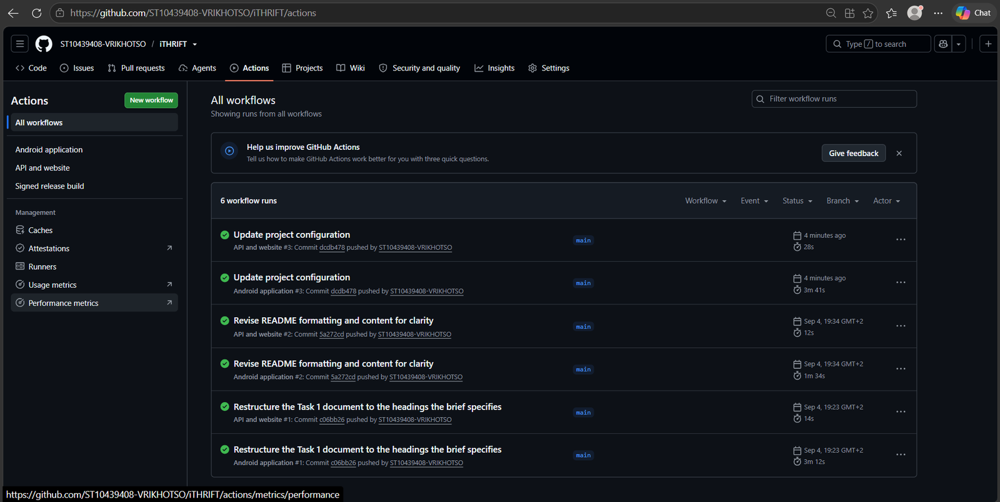 https://github.com/ST10439408-VRIKHOTSO/iTHRIFT/actions
Chat
ST10439408-VRIKHOTSO / iTHRIFT
Type / to search
Code
Issues
Pull requests
Agents
Actions
Projects
Wiki
Security and quality
Insights
Settings
Actions
New workflow
All workflows
Android application
API and website
Signed release build
Management
Caches
Attestations
Runners
Usage metrics
Performance metrics
All workflows
Showing runs from all workflows
Filter workflow runs
Help us improve GitHub Actions
Tell us how to make GitHub Actions work better for you with three quick questions.
Give feedback
6 workflow runs
Workflow
Event
Status
Branch
Actor
Update project configuration
API and website #3: Commit dcdb478 pushed by ST10439408-VRIKHOTSO
main
4 minutes ago
28s
Update project configuration
Android application #3: Commit dcdb478 pushed by ST10439408-VRIKHOTSO
main
4 minutes ago
3m 41s
Revise README formatting and content for clarity
API and website #2: Commit 5a272cd pushed by ST10439408-VRIKHOTSO
main
Sep 4, 19:34 GMT+2
12s
Revise README formatting and content for clarity
Android application #2: Commit 5a272cd pushed by ST10439408-VRIKHOTSO
main
Sep 4, 19:34 GMT+2
1m 34s
Restructure the Task 1 document to the headings the brief specifies
API and website #1: Commit c06bb26 pushed by ST10439408-VRIKHOTSO
main
Sep 4, 19:23 GMT+2
14s
Restructure the Task 1 document to the headings the brief specifies
Android application #1: Commit c06bb26 pushed by ST10439408-VRIKHOTSO
main
Sep 4, 19:23 GMT+2
3m 12s
https://github.com/ST10439408-VRIKHOTSO/iTHRIFT/actions/metrics/performance